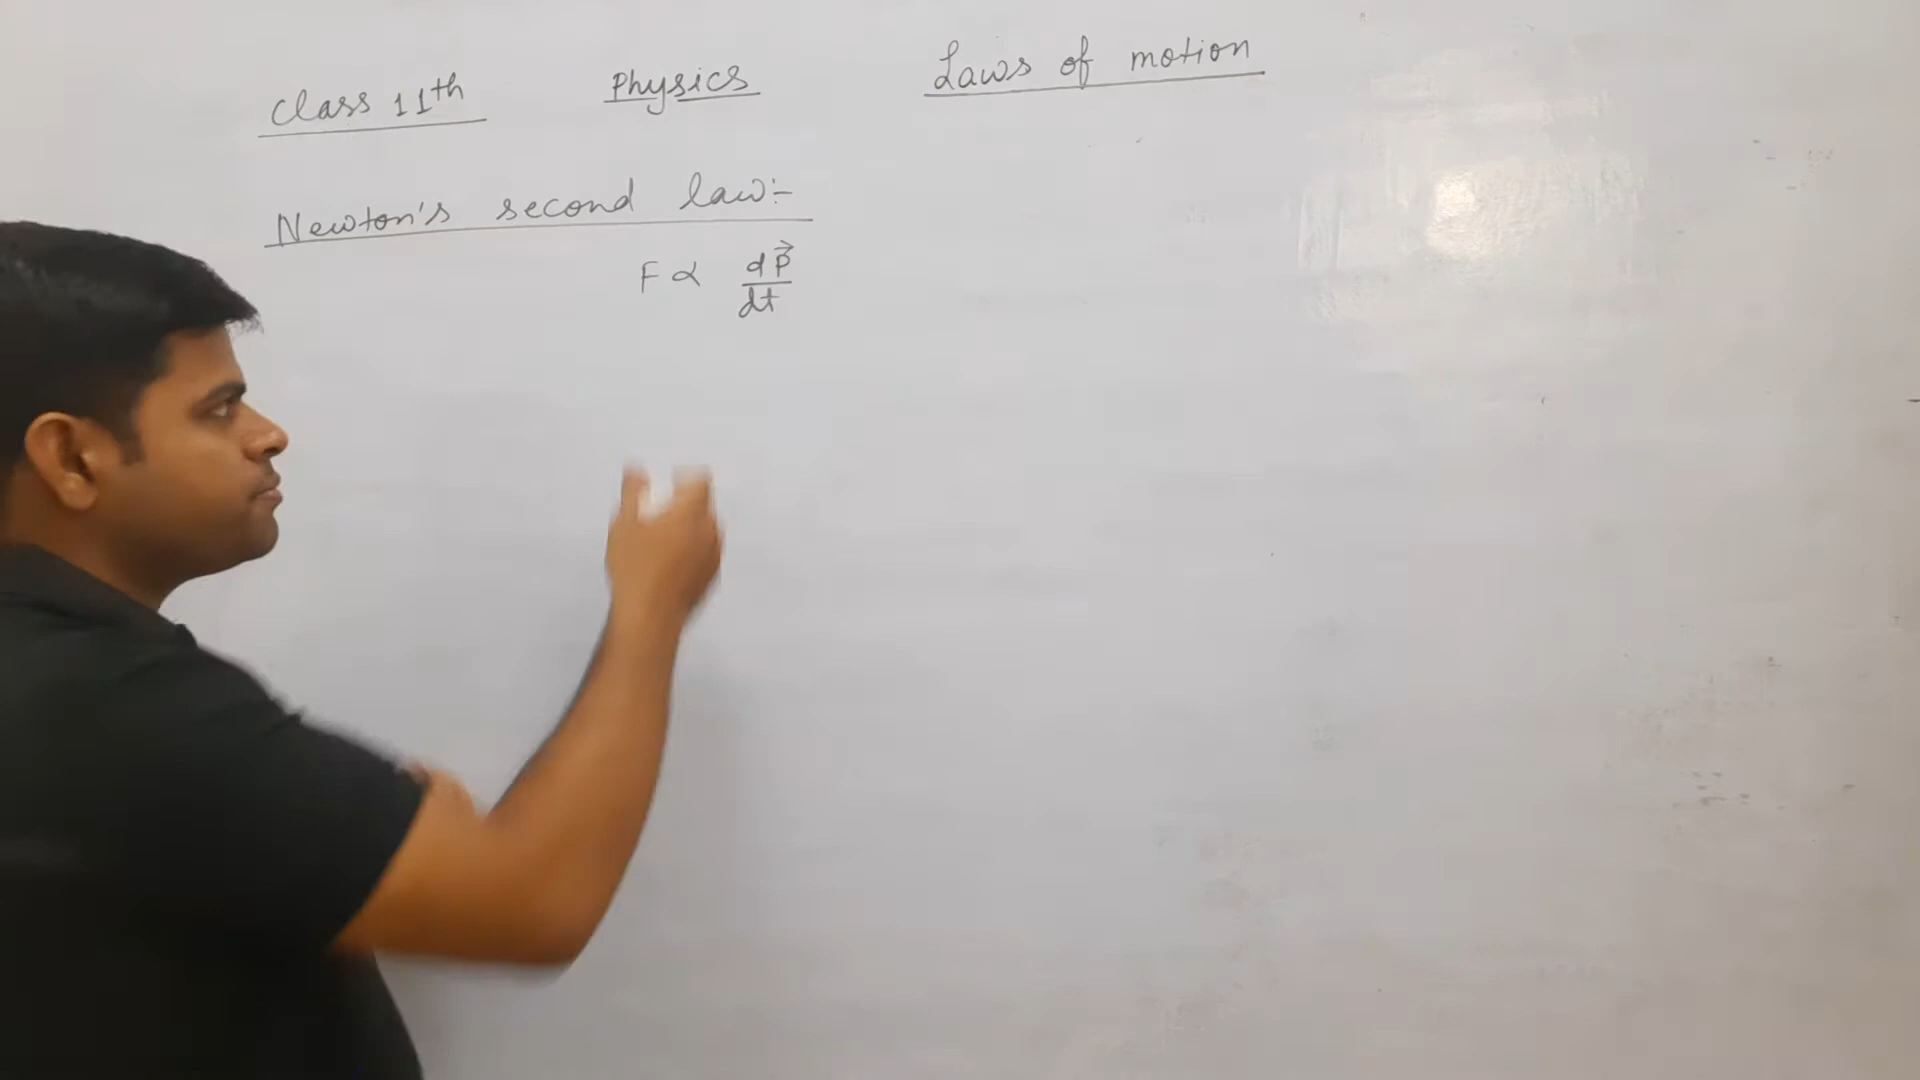 Class 11th Physics Laws of motion
Newton's second law:-
F ∝ dp⃗/dt